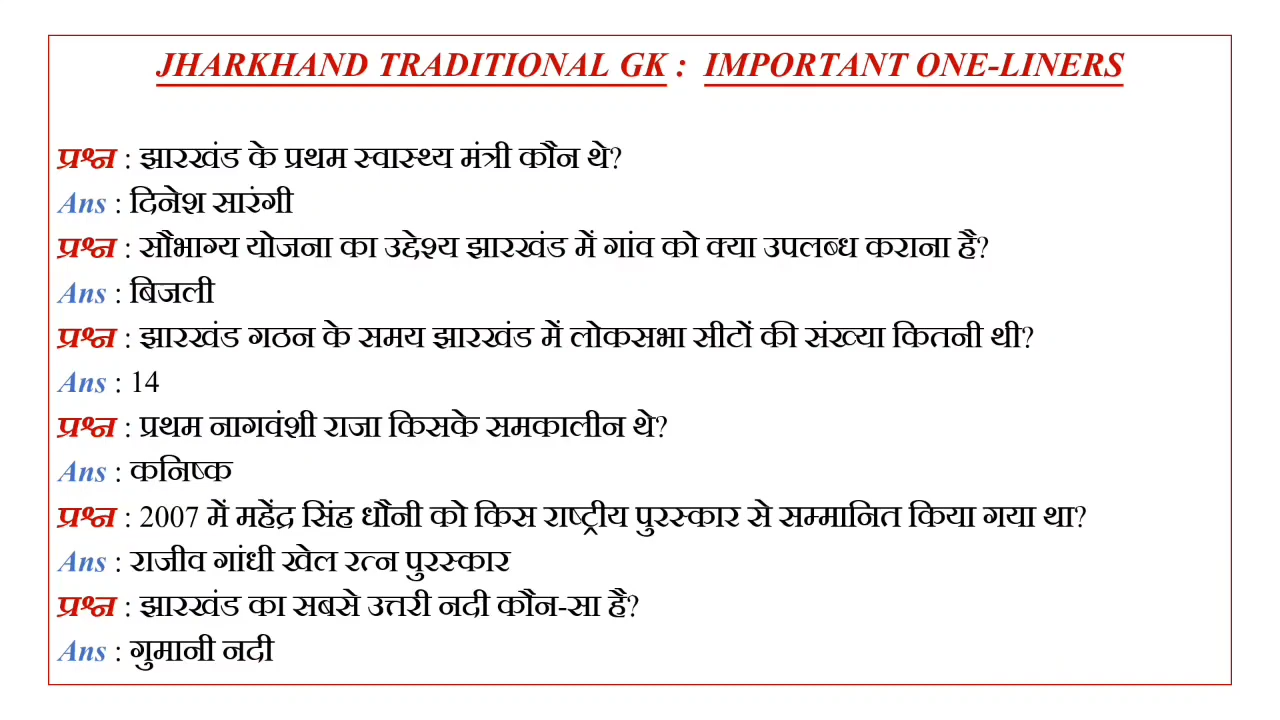 JHARKHAND TRADITIONAL GK : IMPORTANT ONE-LINERS
प्रश्न : झारखंड के प्रथम स्वास्थ्य मंत्री कौन थे?
Ans : दिनेश सारंगी
प्रश्न : सौभाग्य योजना का उद्देश्य झारखंड में गांव को क्या उपलब्ध कराना है?
Ans : बिजली
प्रश्न : झारखंड गठन के समय झारखंड में लोकसभा सीटों की संख्या कितनी थी?
Ans : 14
प्रश्न : प्रथम नागवंशी राजा किसके समकालीन थे?
Ans : कनिष्क
प्रश्न : 2007 में महेंद्र सिंह धौनी को किस राष्ट्रीय पुरस्कार से सम्मानित किया गया था?
Ans : राजीव गांधी खेल रत्न पुरस्कार
प्रश्न : झारखंड का सबसे उत्तरी नदी कौन-सा है?
Ans : गुमानी नदी